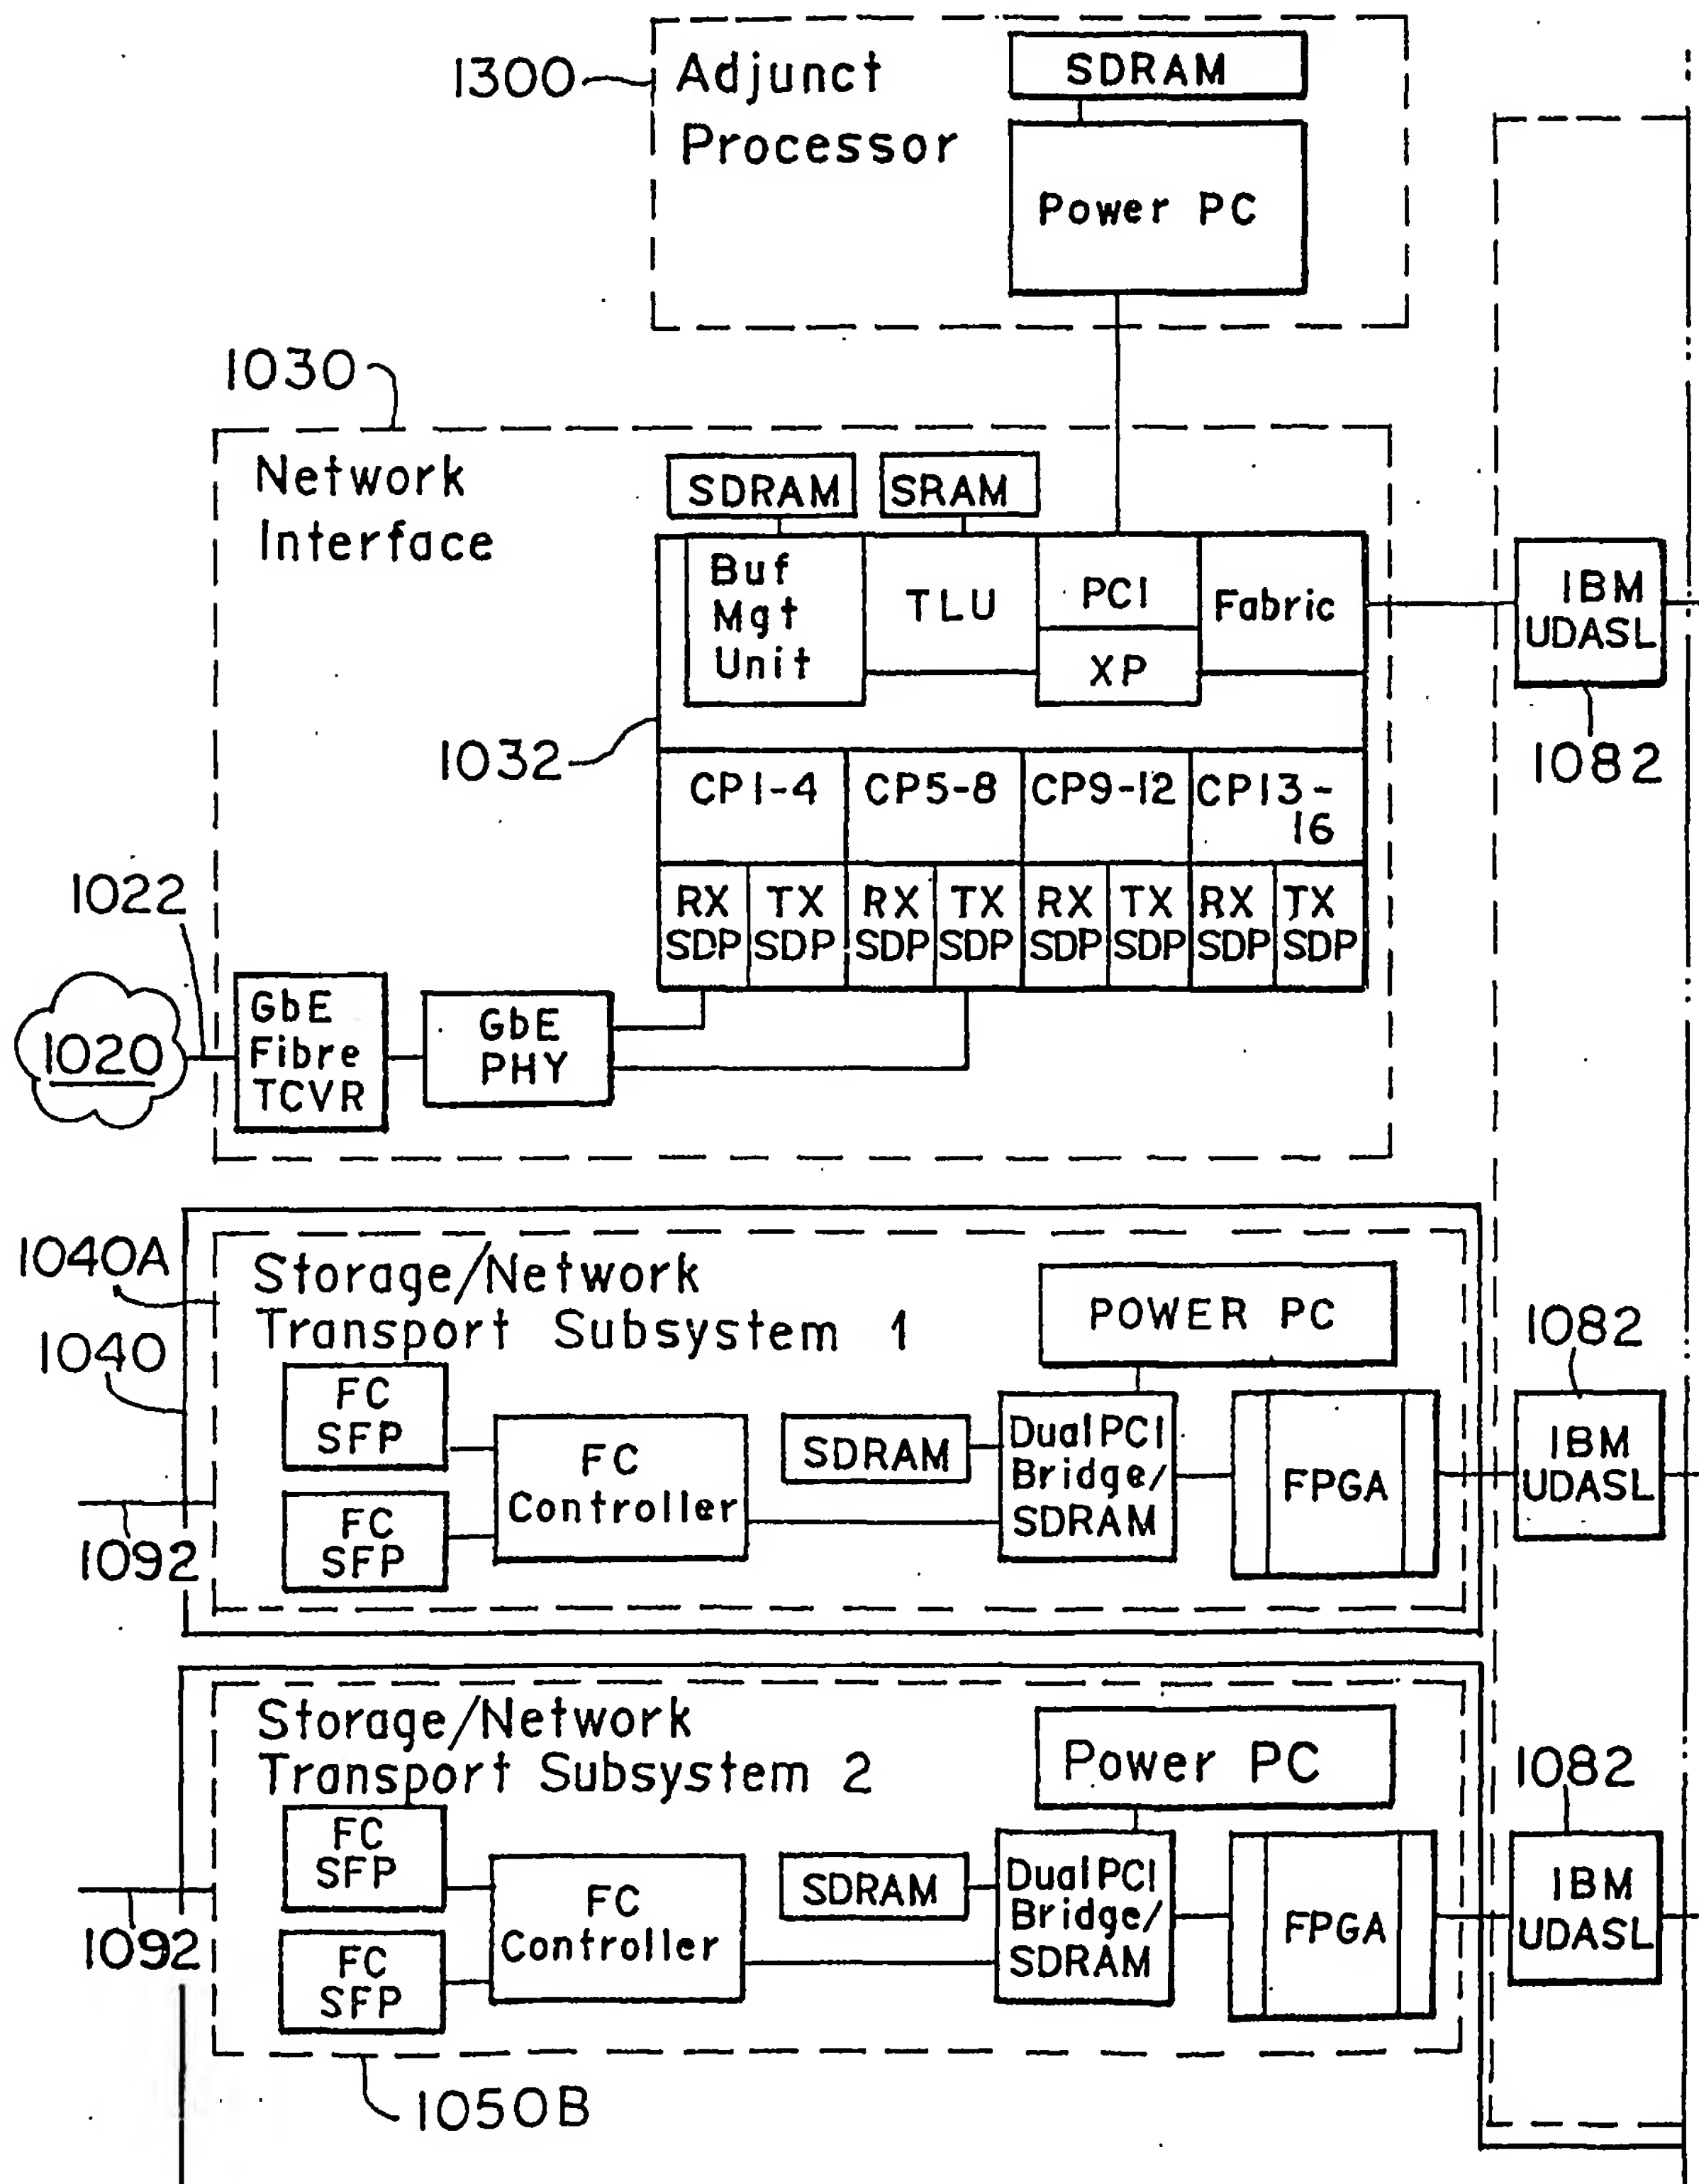 1300
Adjunct
Processor
SDRAM
Power PC
1030
Network
Interface
SDRAM
SRAM
Buf
Mgt
Unit
TLU
PCI
XP
Fabric
IBM
UDASL
1082
1032
CP1-4
CP5-8
CP9-12
CP13-
16
RX
SDP
TX
SDP
RX
SDP
TX
SDP
RX
SDP
TX
SDP
RX
SDP
TX
SDP
1022
1020
GbE
Fibre
TCVR
GbE
PHY
1040A
1040
Storage/Network
Transport Subsystem 1
POWER PC
1082
FC
SFP
FC
SFP
FC
Controller
SDRAM
Dual PCI
Bridge/
SDRAM
FPGA
IBM
UDASL
1092
Storage/Network
Transport Subsystem 2
Power PC
1082
FC
SFP
FC
SFP
FC
Controller
SDRAM
Dual PCI
Bridge/
SDRAM
FPGA
IBM
UDASL
1092
1050B